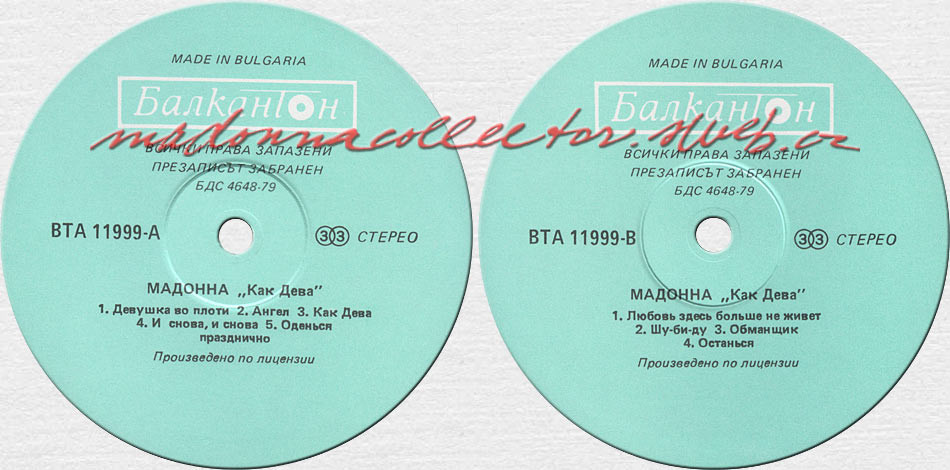 MADE IN BULGARIA
Балкантон
ВСИЧКИ ПРАВА ЗАПАЗЕНИ
ПРЕЗАПИСЪТ ЗАБРАНЕН
БДС 4648-79
ВТА 11999-А
33 СТЕРЕО
МАДОННА „Как Дева”
1. Девушка во плоти 2. Ангел 3. Как Дева
4. И снова, и снова 5. Оденься
празднично
Произведено по лицензии
MADE IN BULGARIA
Балкантон
ВСИЧКИ ПРАВА ЗАПАЗЕНИ
ПРЕЗАПИСЪТ ЗАБРАНЕН
БДС 4648-79
ВТА 11999-В
33 СТЕРЕО
МАДОННА „Как Дева”
1. Любовь здесь больше не живет
2. Шу-би-ду 3. Обманщик
4. Останься
Произведено по лицензии
madonnacollector.sweb.cz